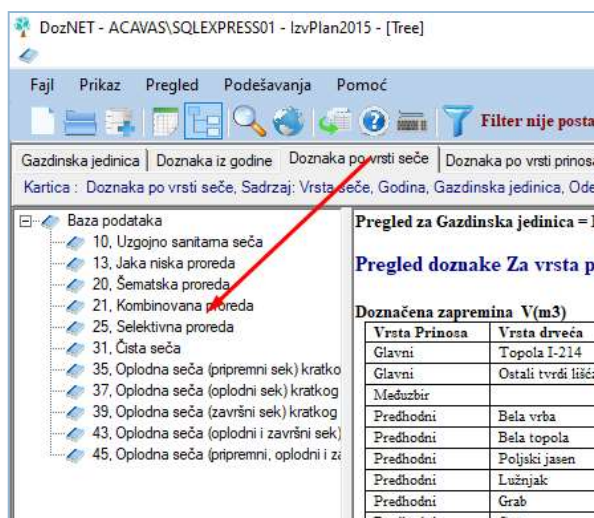 DozNET - ACAVAS\SQLEXPRESS01 - IzvPlan2015 - [Tree]
Fajl Prikaz Pregled Podešavanja Pomoć
Filter nije posta
Gazdinska jedinica Doznaka iz godine Doznaka po vrsti seče Doznaka po vrsti prinosa
Kartica : Doznaka po vrsti seče, Sadrzaj: Vrsta seče, Godina, Gazdinska jedinica, Ode
Baza podataka
10, Uzgojno sanitarna seča
13, Jaka niska proreda
20, Šematska proreda
21, Kombinovana proreda
25, Selektivna proreda
31, Čista seča
35, Oplodna seča (pripremni sek) kratko
37, Oplodna seča (oplodni sek) kratkog
39, Oplodna seča (završni sek) kratkog
43, Oplodna seča (oplodni i završni sek)
45, Oplodna seča (pripremni, oplodni i za
Pregled za Gazdinska jedinica =
Pregled doznake Za vrsta p
Doznačena zapremina V(m3)
Vrsta Prinosa Vrsta drveća
Glavni Topola I-214
Glavni Ostali tvrdi lišća
Međuzbir
Predhodni Bela vrba
Predhodni Bela topola
Predhodni Poljski jasen
Predhodni Lužnjak
Predhodni Grab